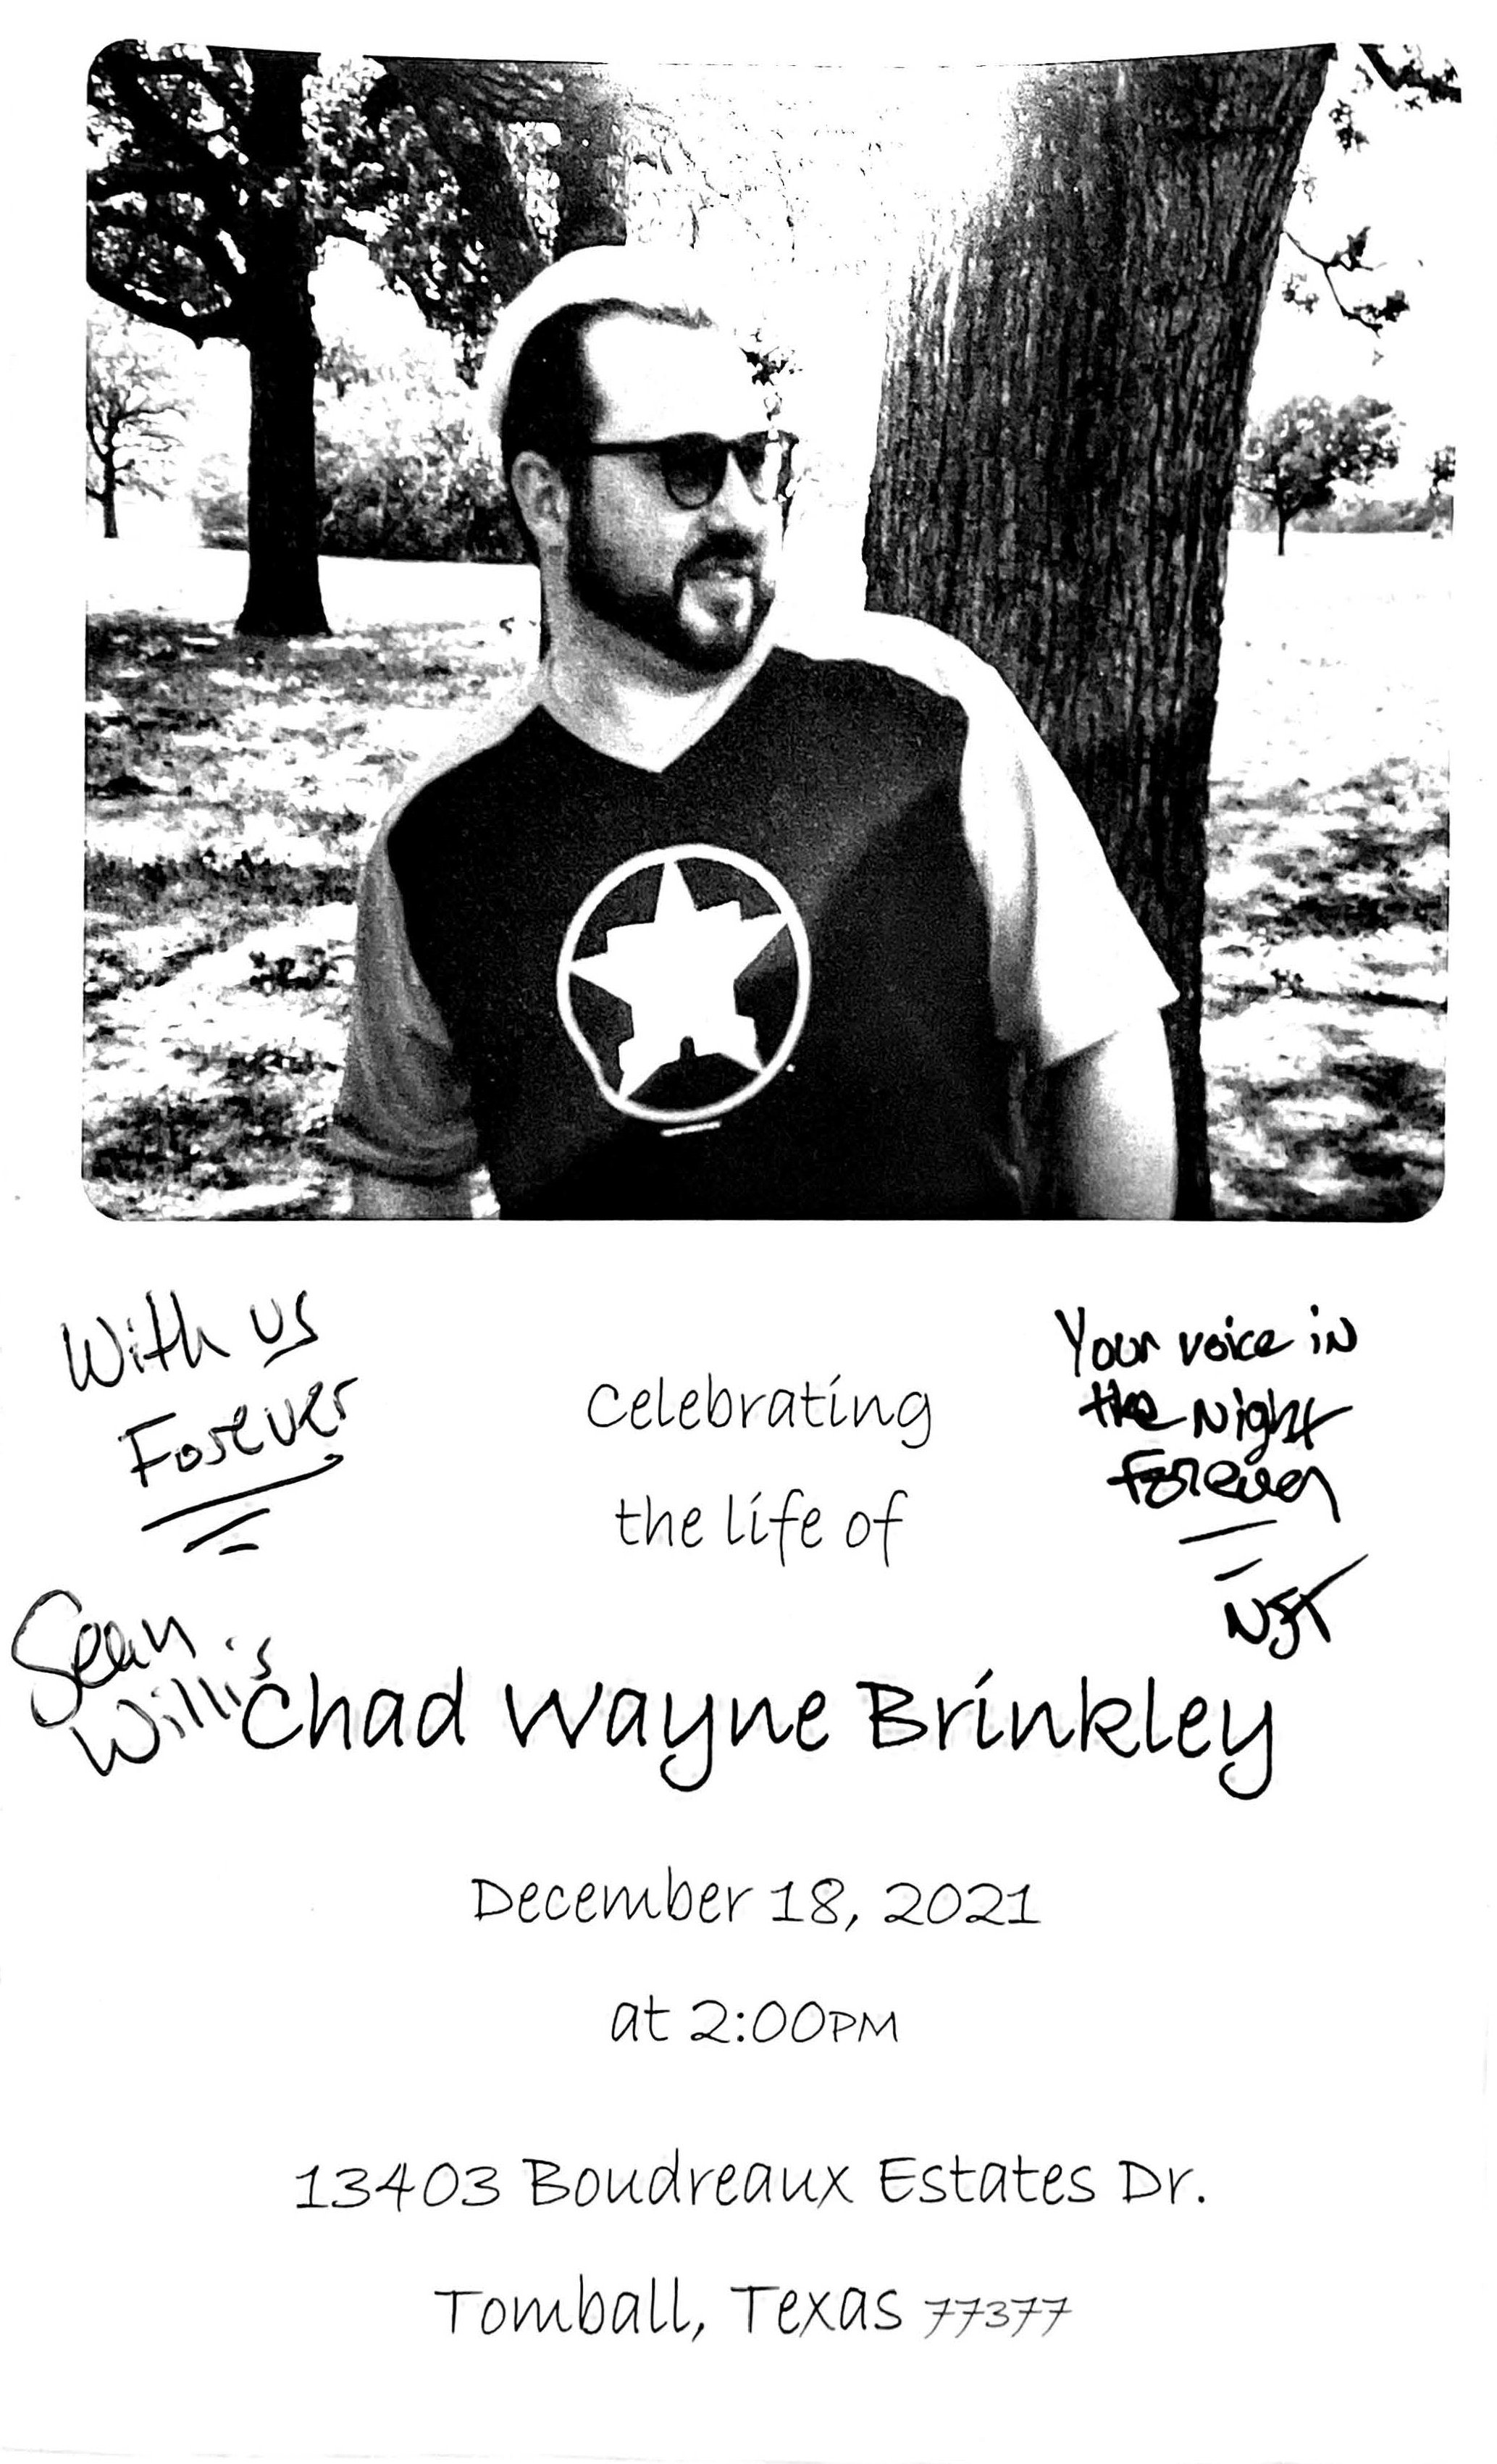 With us
Forever
Sean
Willis
Your voice in
the Night
Forever
NJT
Celebrating
the life of
Chad Wayne Brinkley
December 18, 2021
at 2:00PM
13403 Boudreaux Estates Dr.
Tomball, Texas 77377